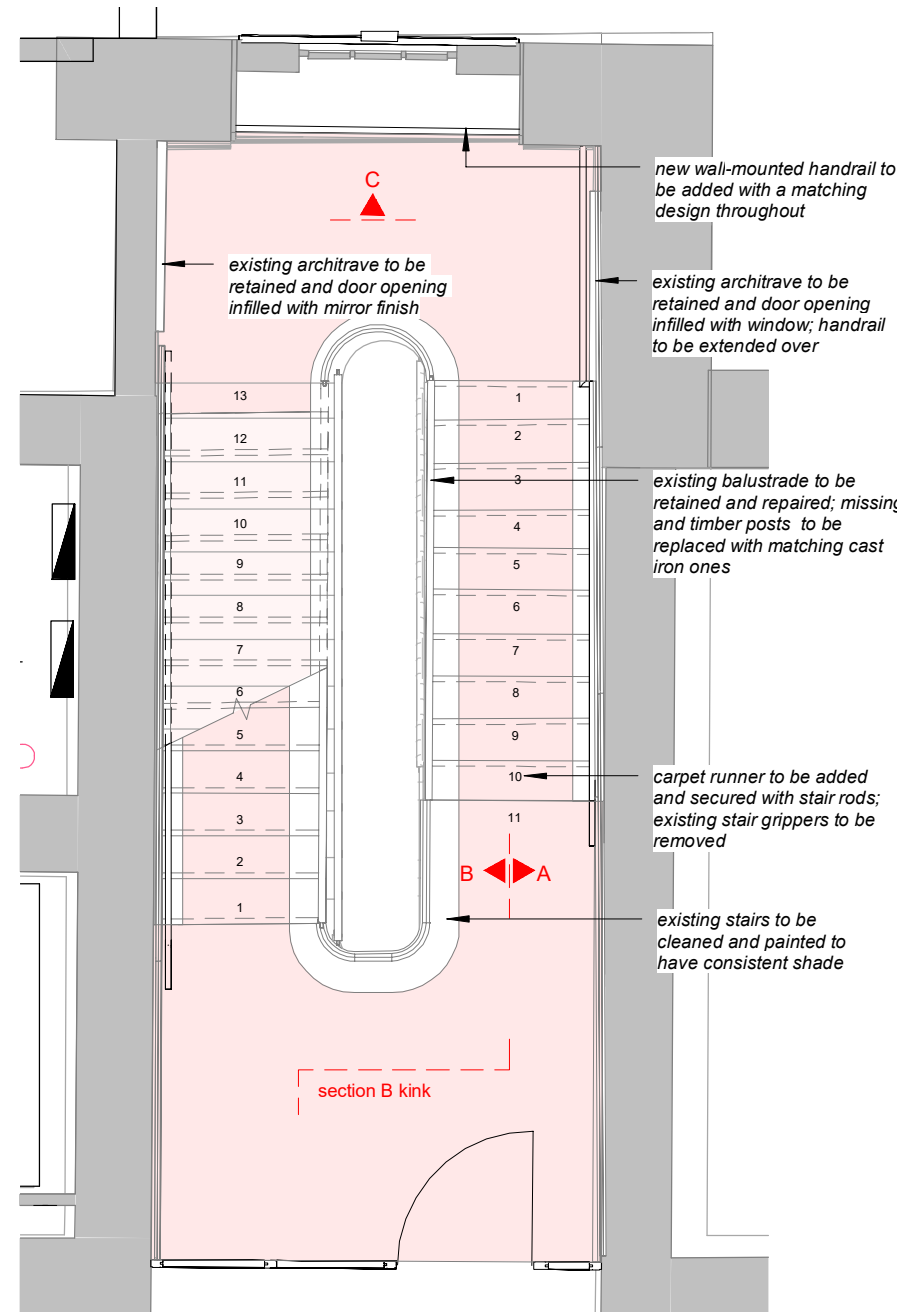 new wall-mounted handrail to
be added with a matching
design throughout
C
existing architrave to be
retained and door opening
infilled with mirror finish
existing architrave to be
retained and door opening
infilled with window; handrail
to be extended over
13
12
11
10
9
8
7
6
5
4
3
2
1
1
2
3
4
5
6
7
8
9
10
11
existing balustrade to be
retained and repaired; missing
and timber posts to be
replaced with matching cast
iron ones
carpet runner to be added
and secured with stair rods;
existing stair grippers to be
removed
B A
existing stairs to be
cleaned and painted to
have consistent shade
section B kink